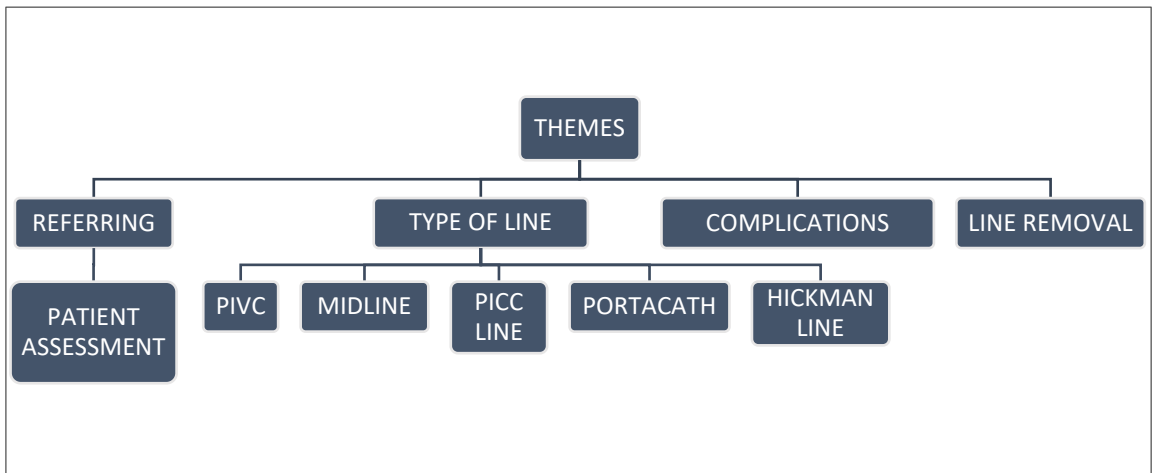 THEMES
REFERRING
TYPE OF LINE
COMPLICATIONS
LINE REMOVAL
PATIENT
ASSESSMENT
PIVC
MIDLINE
PICC
LINE
PORTACATH
HICKMAN
LINE